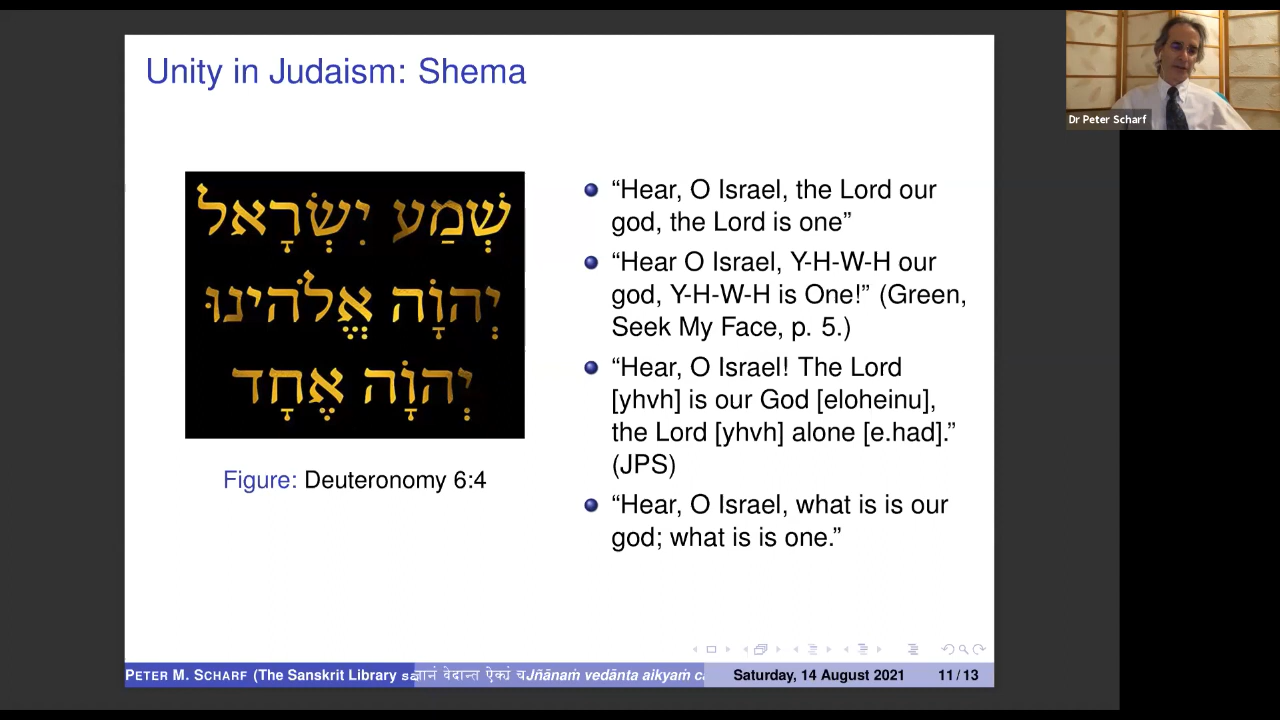 Unity in Judaism: Shema
שְׁמַע יִשְׂרָאֵל
יְהוָֹה אֱלֹהֵינוּ
יְהוָֹה אֶחָד
Figure: Deuteronomy 6:4
“Hear, O Israel, the Lord our
god, the Lord is one”
“Hear O Israel, Y-H-W-H our
god, Y-H-W-H is One!” (Green,
Seek My Face, p. 5.)
“Hear, O Israel! The Lord
[yhvh] is our God [eloheinu],
the Lord [yhvh] alone [e.had].”
(JPS)
“Hear, O Israel, what is is our
god; what is is one.”
PETER M. SCHARF (The Sanskrit Library वेदान्त ऐक्यं च Jñānaṁ vedānta aikyaṁ Saturday, 14 August 2021 11 / 13
Dr Peter Scharf